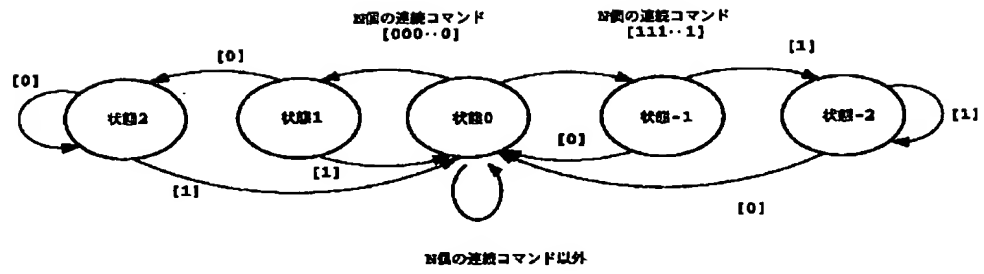 N個の連続コマンド
[000・・0]
N個の連続コマンド
[111・・1]
[0]
[0]
[1]
状態2
状態1
状態0
状態-1
状態-2
[1]
[0]
[1]
[1]
[0]
N個の連続コマンド以外